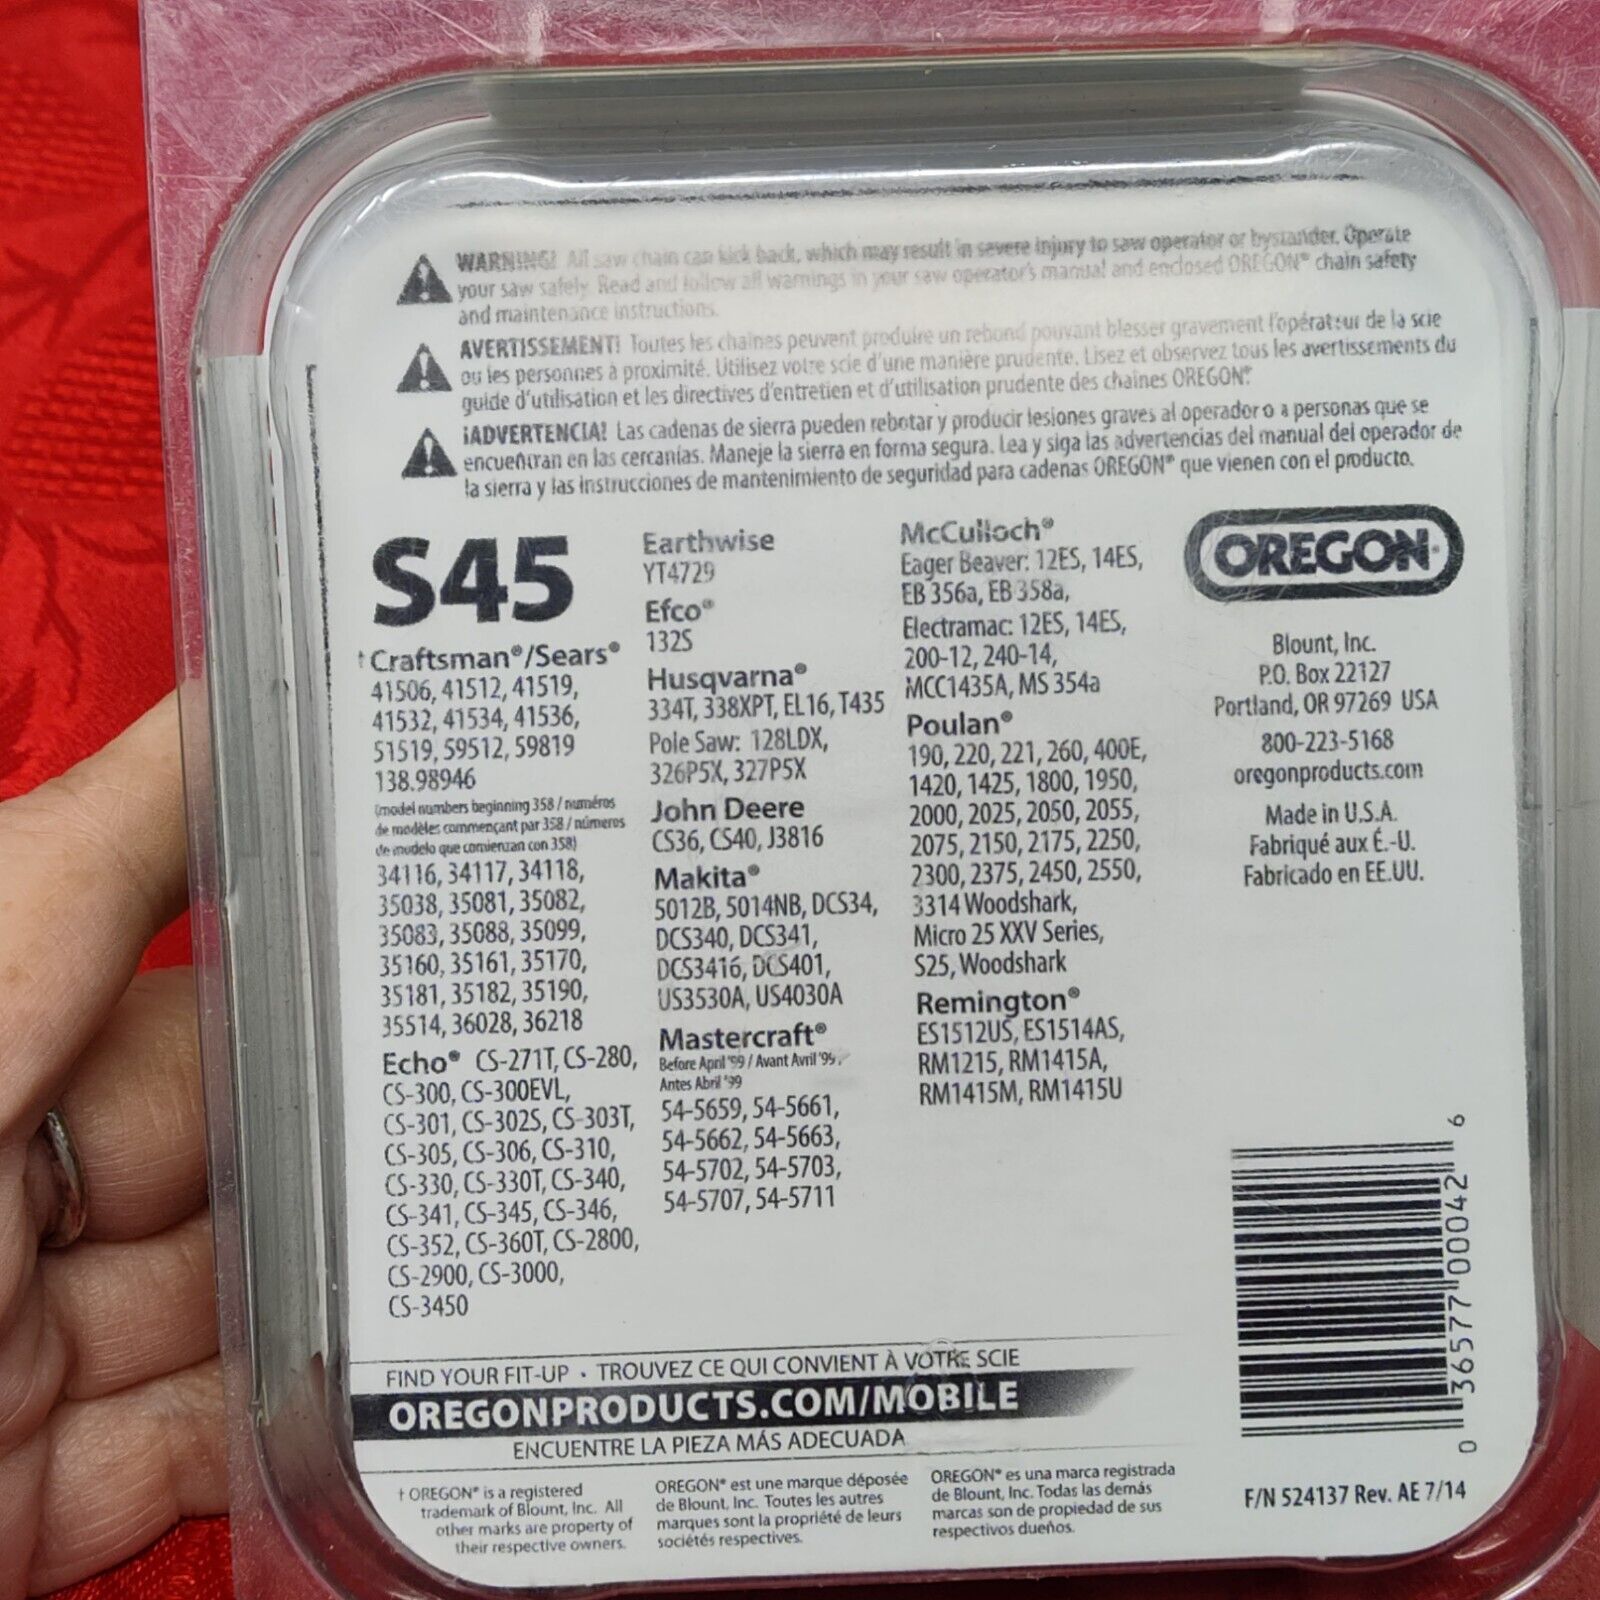 WARNING! All saw chain can kick back, which may result in severe injury to saw operator or bystander. Operate
your saw safely. Read and follow all warnings in your saw operator's manual and enclosed OREGON® chain safety
and maintenance instructions.
AVERTISSEMENT! Toutes les chaînes peuvent produire un rebond pouvant blesser gravement l'opérateur de la scie
ou les personnes à proximité. Utilisez votre scie d'une manière prudente. Lisez et observez tous les avertissements du
guide d'utilisation et les directives d'entretien et d'utilisation prudente des chaînes OREGON®.
¡ADVERTENCIA! Las cadenas de sierra pueden rebotar y producir lesiones graves al operador o a personas que se
encuentran en las cercanías. Maneje la sierra en forma segura. Lea y siga las advertencias del manual del operador de
la sierra y las instrucciones de mantenimiento de seguridad para cadenas OREGON® que vienen con el producto.
S45
†Craftsman®/Sears®
41506, 41512, 41519,
41532, 41534, 41536,
51519, 59512, 59819
138.98946
(model numbers beginning 358 / numéros
de modèles commençant par 358 / números
de modelo que comienzan con 358)
34116, 34117, 34118,
35038, 35081, 35082,
35083, 35088, 35099,
35160, 35161, 35170,
35181, 35182, 35190,
35514, 36028, 36218
Echo® CS-271T, CS-280,
CS-300, CS-300EVL,
CS-301, CS-302S, CS-303T,
CS-305, CS-306, CS-310,
CS-330, CS-330T, CS-340,
CS-341, CS-345, CS-346,
CS-352, CS-360T, CS-2800,
CS-2900, CS-3000,
CS-3450
Earthwise
YT4729
Efco®
132S
Husqvarna®
334T, 338XPT, EL16, T435
Pole Saw: 128LDX,
326P5X, 327P5X
John Deere
CS36, CS40, J3816
Makita®
5012B, 5014NB, DCS34,
DCS340, DCS341,
DCS3416, DCS401,
US3530A, US4030A
Mastercraft®
Before April '99 / Avant Avril '99,
Antes Abril '99
54-5659, 54-5661,
54-5662, 54-5663,
54-5702, 54-5703,
54-5707, 54-5711
McCulloch®
Eager Beaver: 12ES, 14ES,
EB 356a, EB 358a,
Electramac: 12ES, 14ES,
200-12, 240-14,
MCC1435A, MS 354a
Poulan®
190, 220, 221, 260, 400E,
1420, 1425, 1800, 1950,
2000, 2025, 2050, 2055,
2075, 2150, 2175, 2250,
2300, 2375, 2450, 2550,
3314 Woodshark,
Micro 25 XXV Series,
S25, Woodshark
Remington®
ES1512US, ES1514AS,
RM1215, RM1415A,
RM1415M, RM1415U
OREGON®
Blount, Inc.
P.O. Box 22127
Portland, OR 97269 USA
800-223-5168
oregonproducts.com
Made in U.S.A.
Fabriqué aux É.-U.
Fabricado en EE.UU.
0 36577 00042 6
FIND YOUR FIT-UP · TROUVEZ CE QUI CONVIENT À VOTRE SCIE
OREGONPRODUCTS.COM/MOBILE
ENCUENTRE LA PIEZA MÁS ADECUADA
† OREGON® is a registered
trademark of Blount, Inc. All
other marks are property of
their respective owners.
OREGON® est une marque déposée
de Blount, Inc. Toutes les autres
marques sont la propriété de leurs
sociétés respectives.
OREGON® es una marca registrada
de Blount, Inc. Todas las demás
marcas son de propiedad de sus
respectivos dueños.
F/N 524137 Rev. AE 7/14